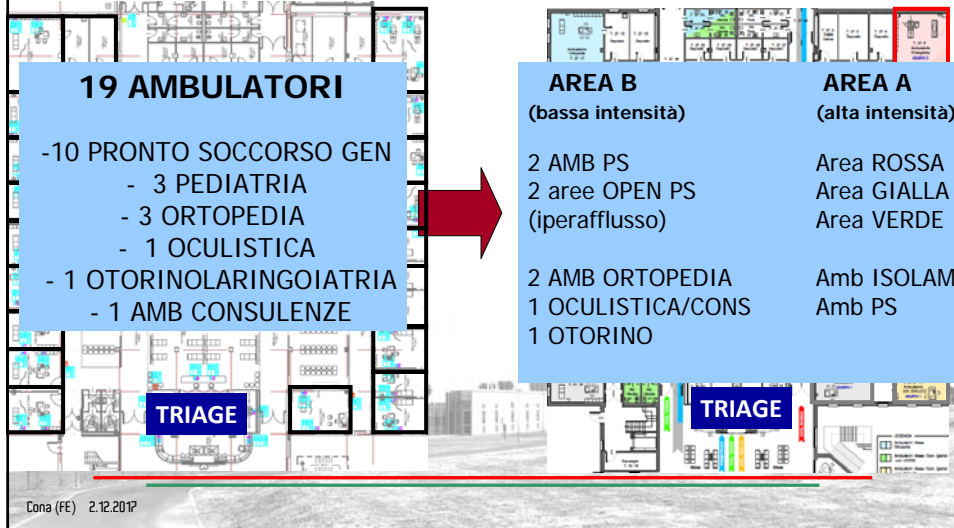 19 AMBULATORI
-10 PRONTO SOCCORSO GEN
- 3 PEDIATRIA
- 3 ORTOPEDIA
- 1 OCULISTICA
- 1 OTORINOLARINGOIATRIA
- 1 AMB CONSULENZE
TRIAGE
AREA B
(bassa intensità)
2 AMB PS
2 aree OPEN PS
(iperafflusso)
2 AMB ORTOPEDIA
1 OCULISTICA/CONS
1 OTORINO
AREA A
(alta intensità)
Area ROSSA
Area GIALLA
Area VERDE
Amb ISOLAM
Amb PS
TRIAGE
Cona (FE) 2.12.2017